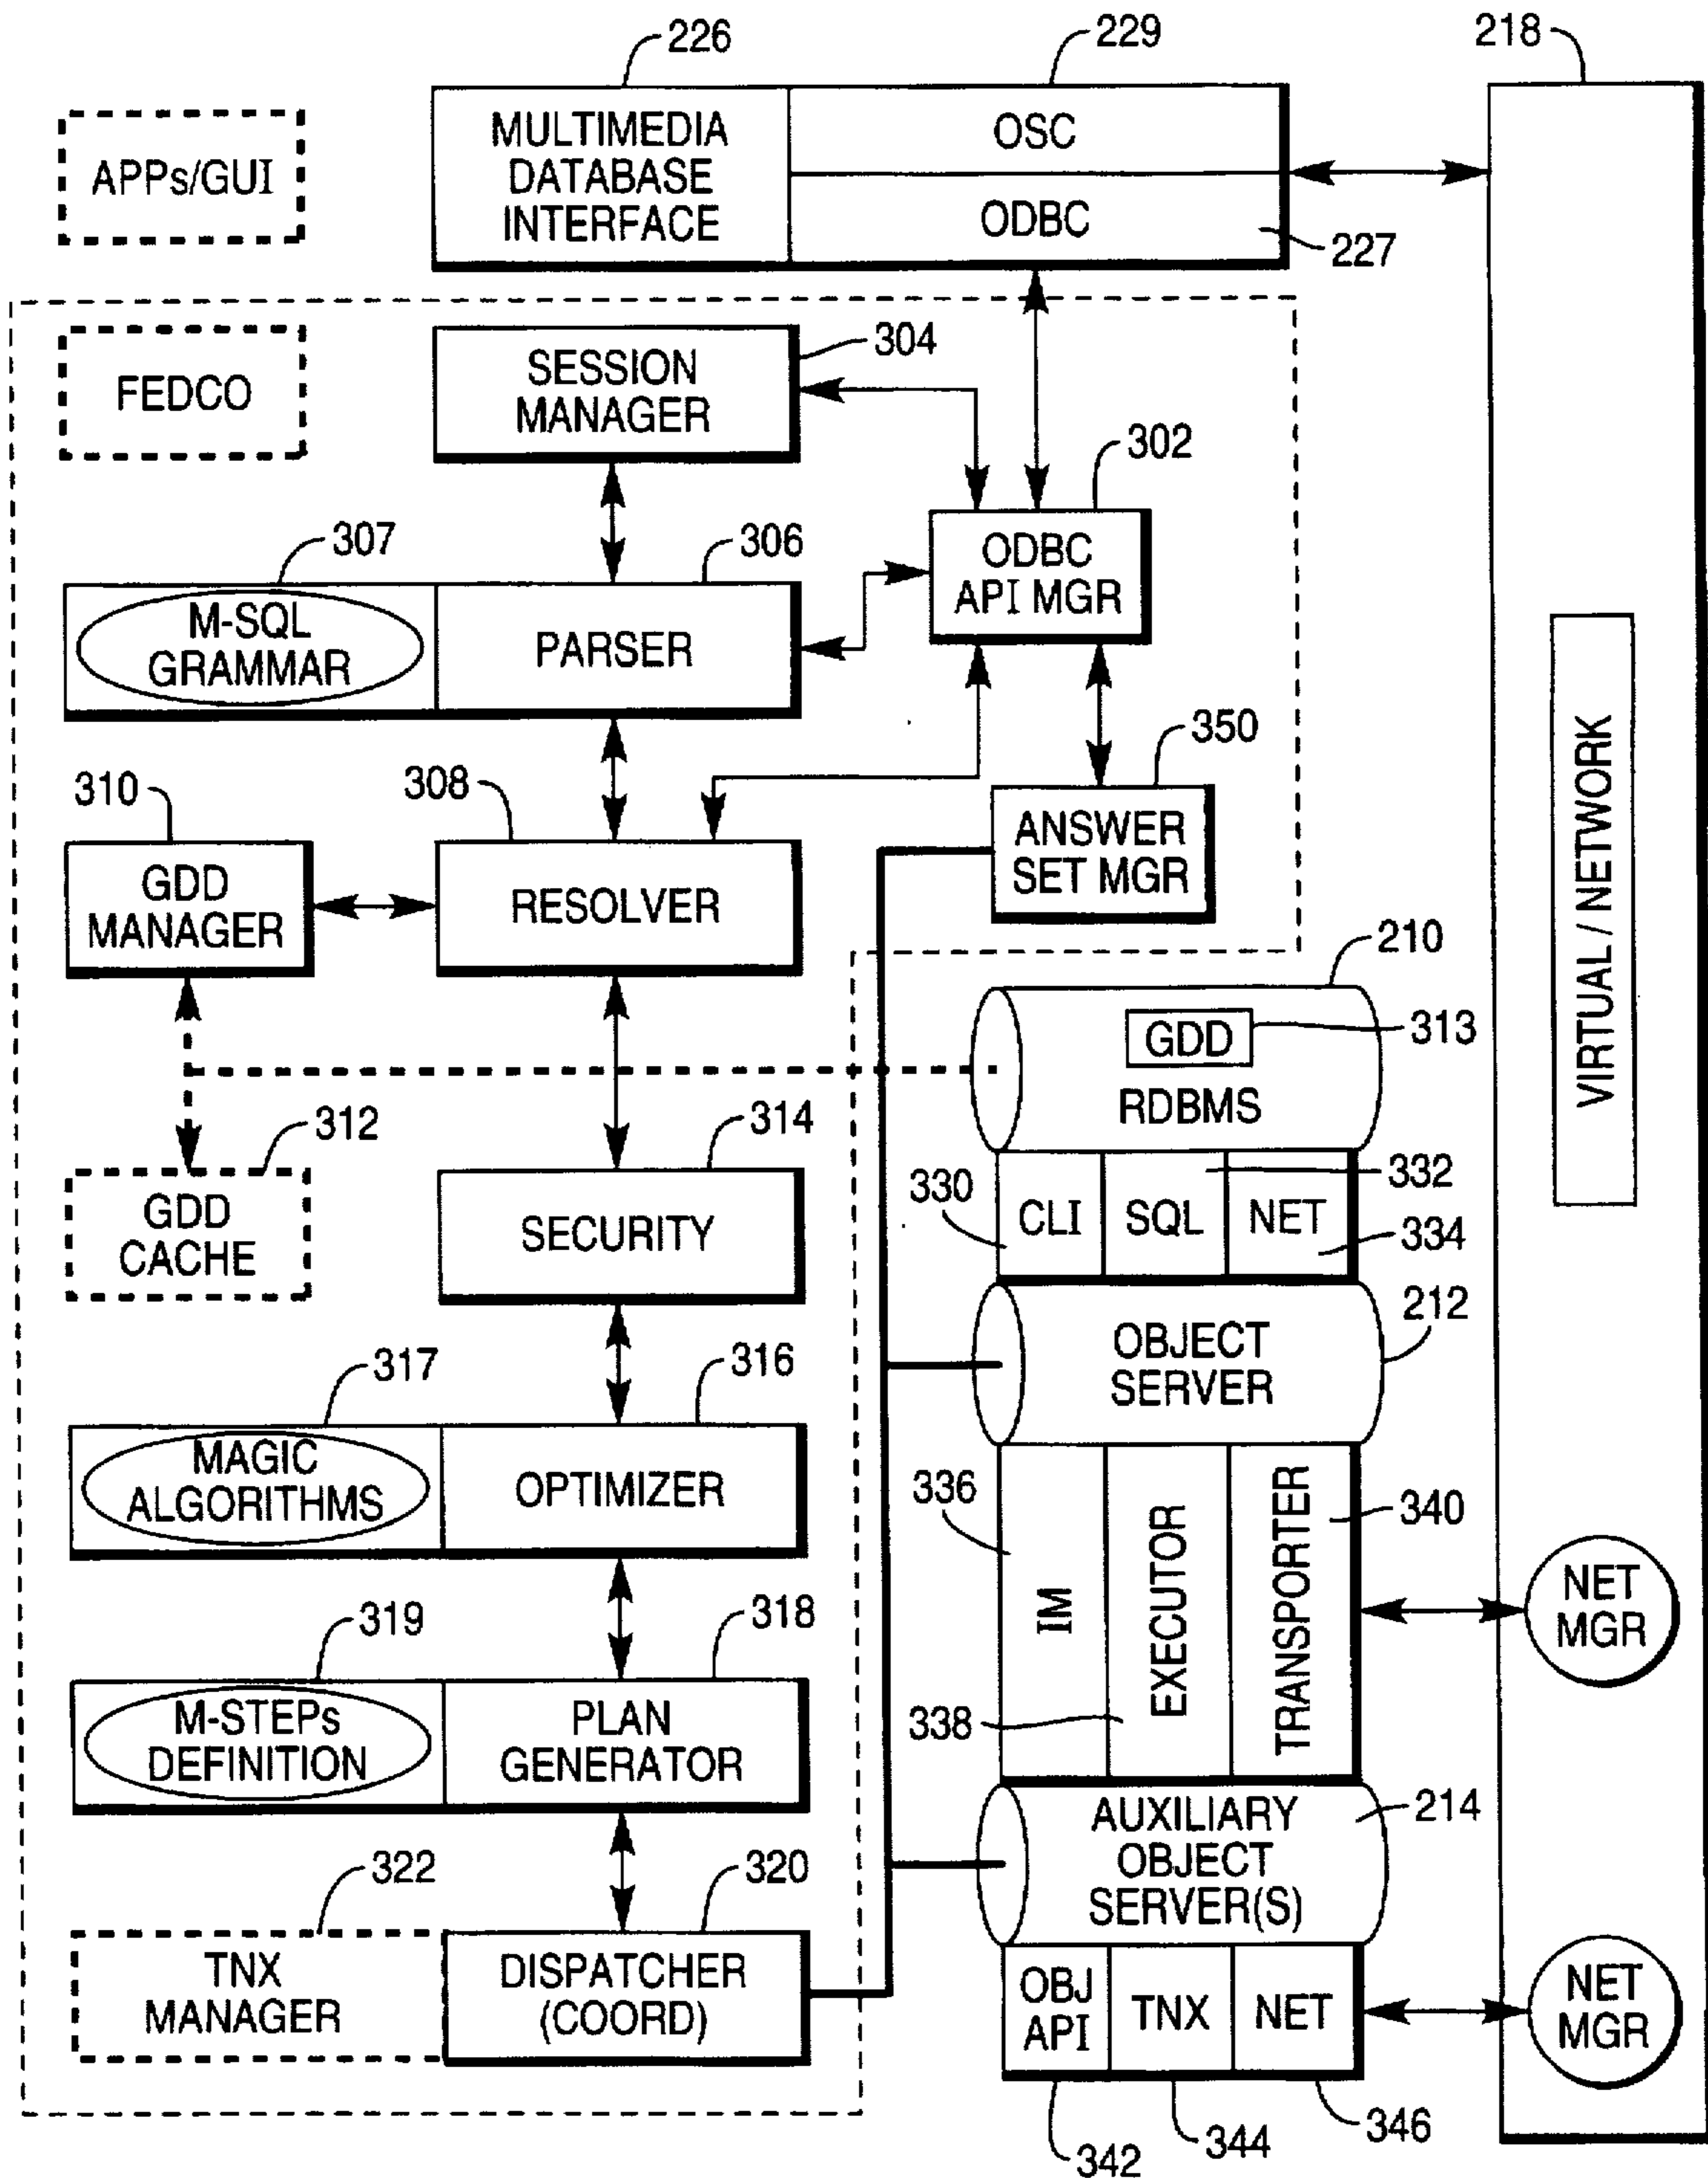 226
229
218
APPs/GUI
MULTIMEDIA
DATABASE
INTERFACE
OSC
ODBC
227
FEDCO
SESSION
MANAGER
304
302
ODBC
API MGR
307
306
M-SQL
GRAMMAR
PARSER
350
ANSWER
SET MGR
310
308
GDD
MANAGER
RESOLVER
VIRTUAL / NETWORK
210
GDD
313
RDBMS
312
GDD
CACHE
314
SECURITY
330
332
CLI
SQL
NET
334
212
OBJECT
SERVER
317
316
MAGIC
ALGORITHMS
OPTIMIZER
336
340
IM
EXECUTOR
TRANSPORTER
338
NET
MGR
319
318
M-STEPs
DEFINITION
PLAN
GENERATOR
214
AUXILIARY
OBJECT
SERVER(S)
322
320
TNX
MANAGER
DISPATCHER
(COORD)
OBJ
API
TNX
NET
NET
MGR
342
344
346